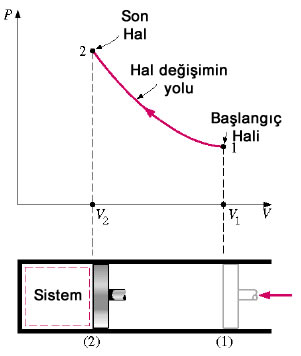 P
Son
Hal
2
Hal değişimin
yolu
Başlangıç
Hali
1
V2
V1
V
Sistem
(2)
(1)